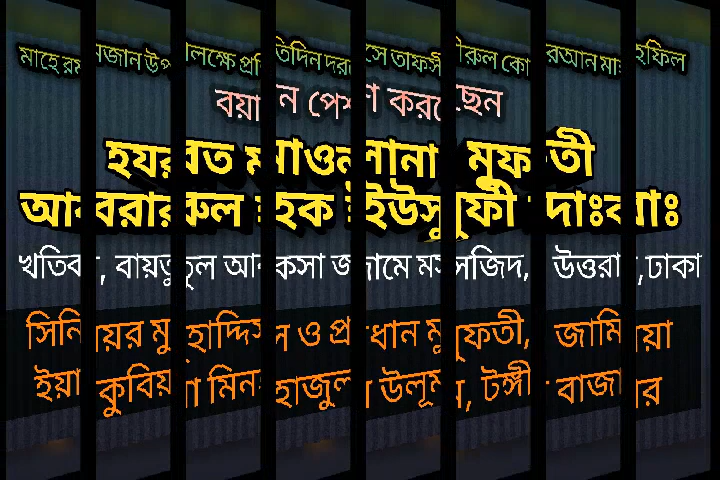 মাহে রমজান উপলক্ষে প্রতিদিন দরসে তাফসীরুল কোরআন মাহফিল
বয়ান পেশ করছেন
হযরত মাওলানা মুফতী
আবরারুল হক ইউসুফী দাঃবাঃ
খতিব, বায়তুল আকসা জামে মসজিদ, উত্তরা,ঢাকা
সিনিয়র মুহাদ্দিস ও প্রধান মুফতী, জামিয়া
ইয়াকুবিয়া মিনহাজুল উলূম, টঙ্গী বাজার